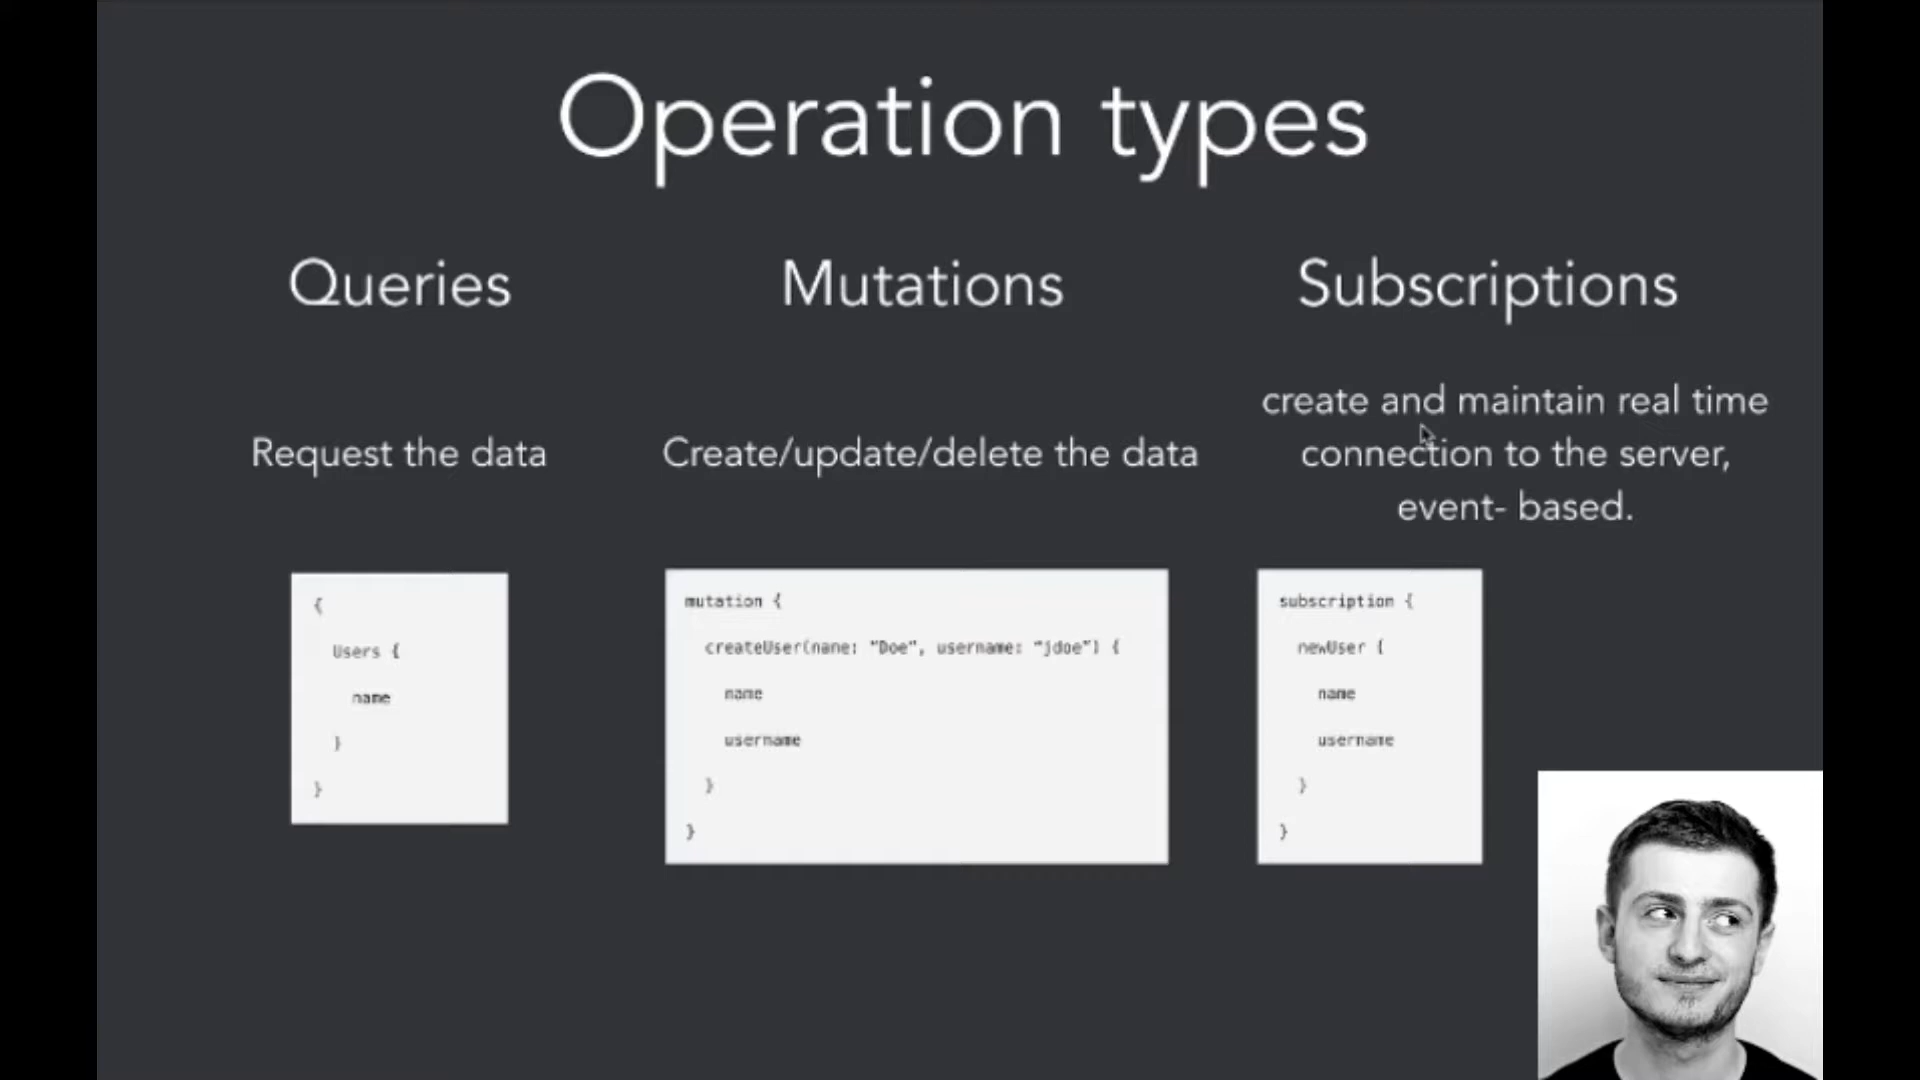 Operation types
Queries
Mutations
Subscriptions
Request the data
Create/update/delete the data
create and maintain real time
connection to the server,
event- based.
{
Users {
name
}
}
mutation {
createUser(name: "Doe", username: "jdoe") {
name
username
}
}
subscription {
newUser {
name
username
}
}